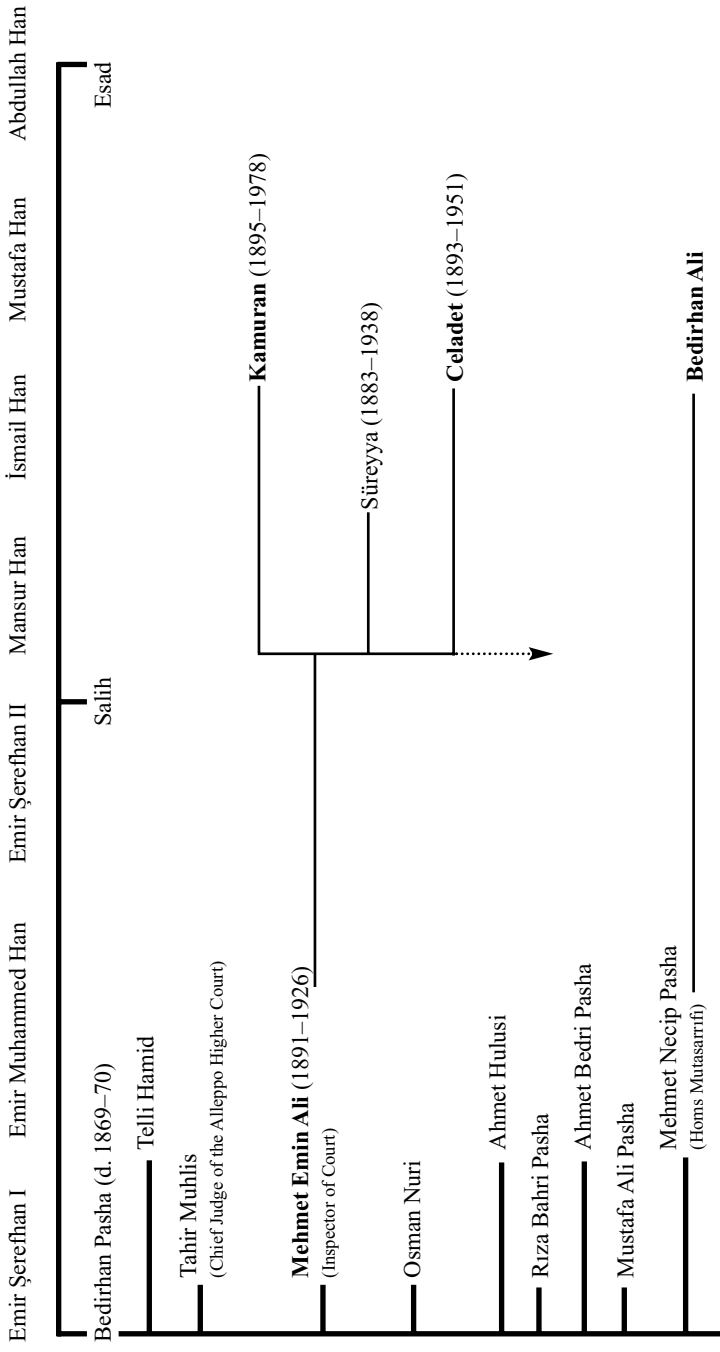 Emir Şerefhan I Emir Muhammed Han Emir Şerefhan II Mansur Han İsmail Han Mustafa Han Abdullah Han
Bedirhan Pasha (d. 1869–70) Salih Esad
Telli Hamid
Tahir Muhlis
(Chief Judge of the Alleppo Higher Court)
Kamuran (1895–1978)
Mehmet Emin Ali (1891–1926)
(Inspector of Court)
Süreyya (1883–1938)
Osman Nuri
Celadet (1893–1951)
Ahmet Hulusi
Rıza Bahri Pasha
Ahmet Bedri Pasha
Mustafa Ali Pasha
Mehmet Necip Pasha
(Homs Mutasarrıfı)
Bedirhan Ali